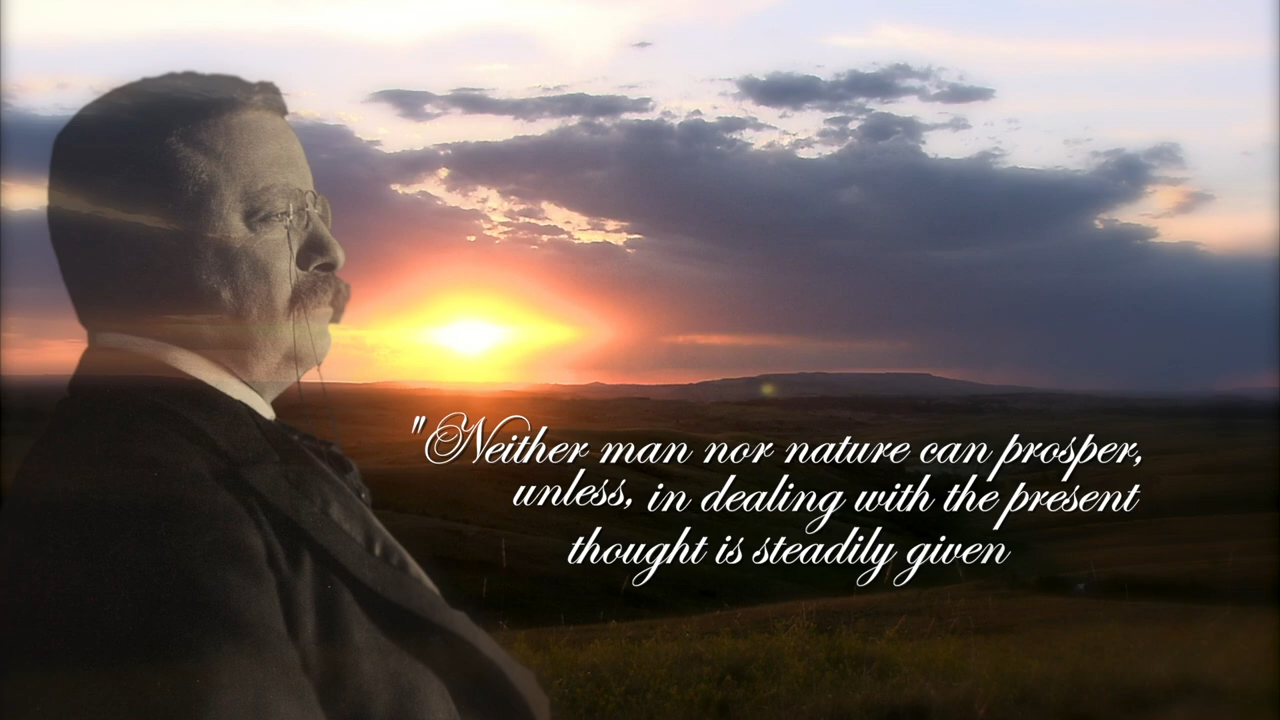 "Neither man nor nature can prosper,
unless, in dealing with the present
thought is steadily given